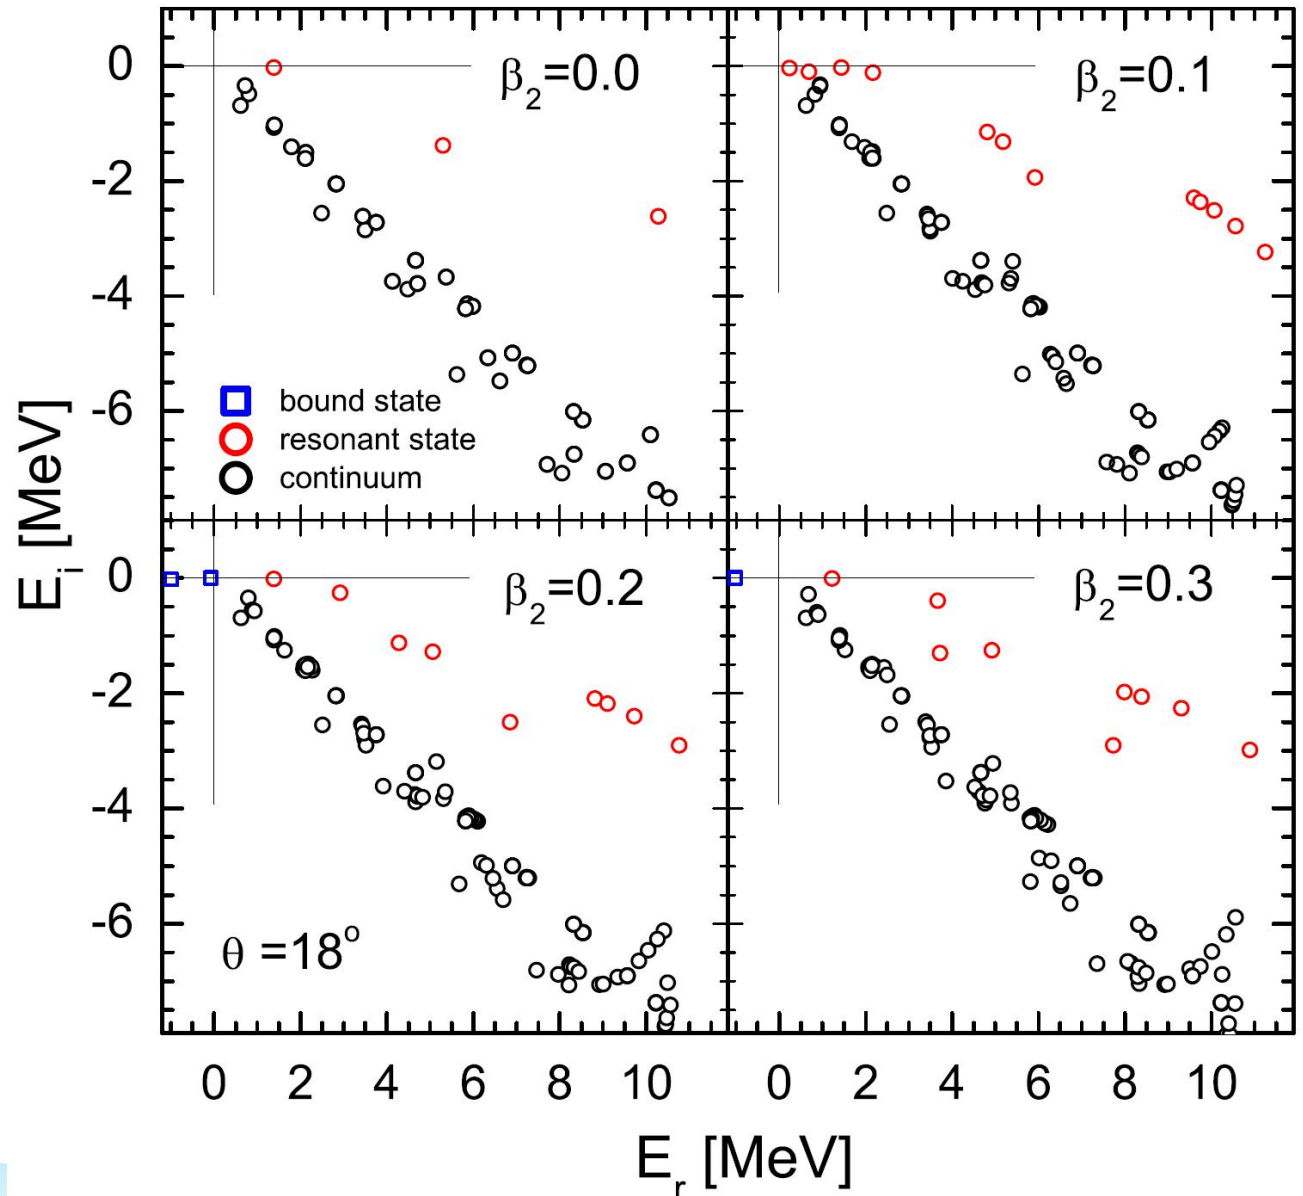 β₂=0.0
β₂=0.1
0
-2
-4
-6
bound state
resonant state
continuum
Eᵢ [MeV]
β₂=0.2
β₂=0.3
0
-2
-4
-6
θ =18⁰
0 2 4 6 8 10 0 2 4 6 8 10
Eᵣ [MeV]